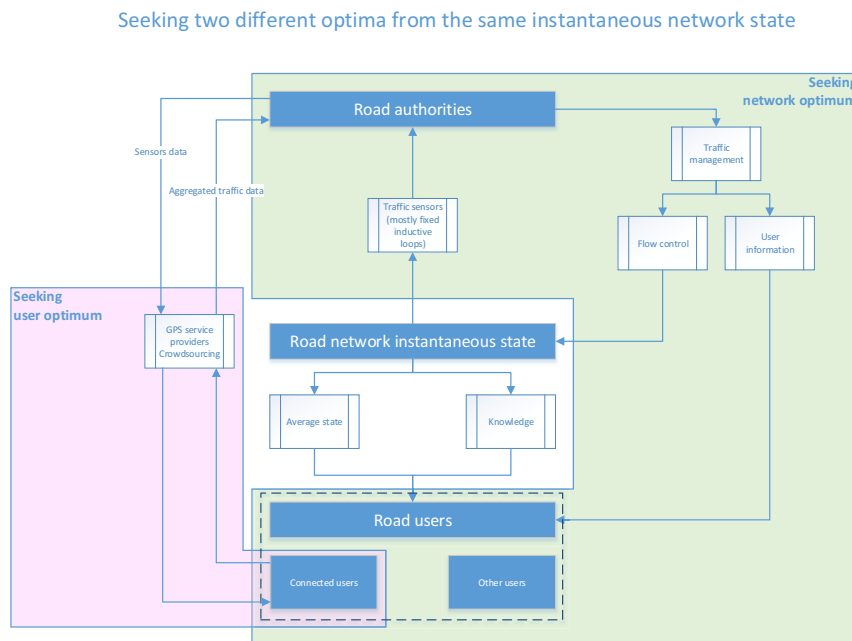 Seeking two different optima from the same instantaneous network state
Seeking
network optimum
Road authorities
Traffic
management
Sensors data
Aggregated traffic data
Traffic sensors
(mostly fixed
inductive
loops)
Flow control
User
information
Seeking
user optimum
GPS service
providers
Crowdsourcing
Road network instantaneous state
Average state
Knowledge
Road users
Connected users
Other users